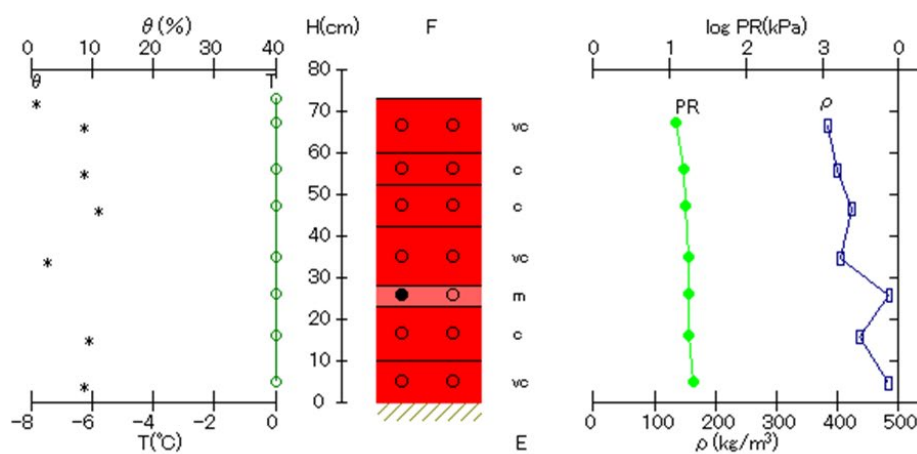 θ(%) H(cm) F log PR(kPa)
0 10 20 30 40 0 1 2 3 0
80
θ T
70 PR ρ
vc
60
c
50
c
40
vc
30
m
20
c
10
vc
0
-8 -6 -4 -2 0 0 100 200 300 400 500
T(℃) E ρ(kg/m³)